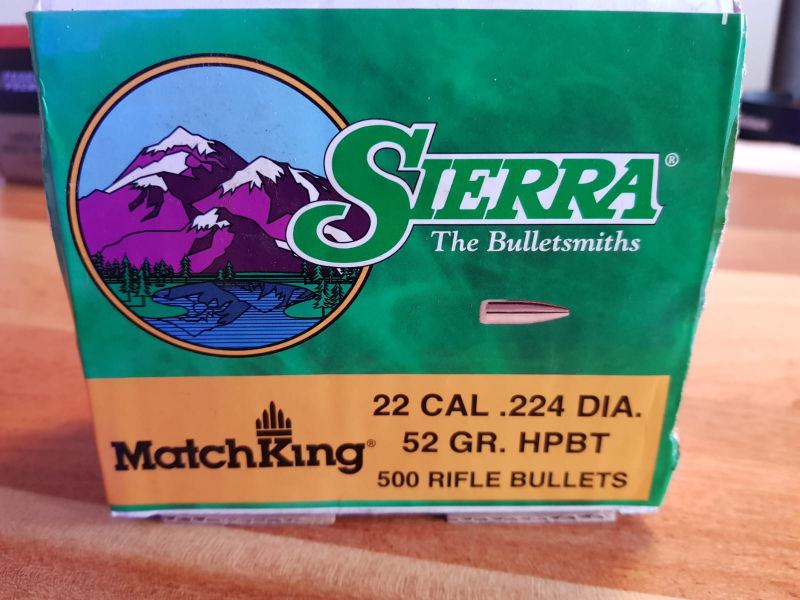 SIERRA®
The Bulletsmiths
22 CAL .224 DIA.
MatchKing®
52 GR. HPBT
500 RIFLE BULLETS